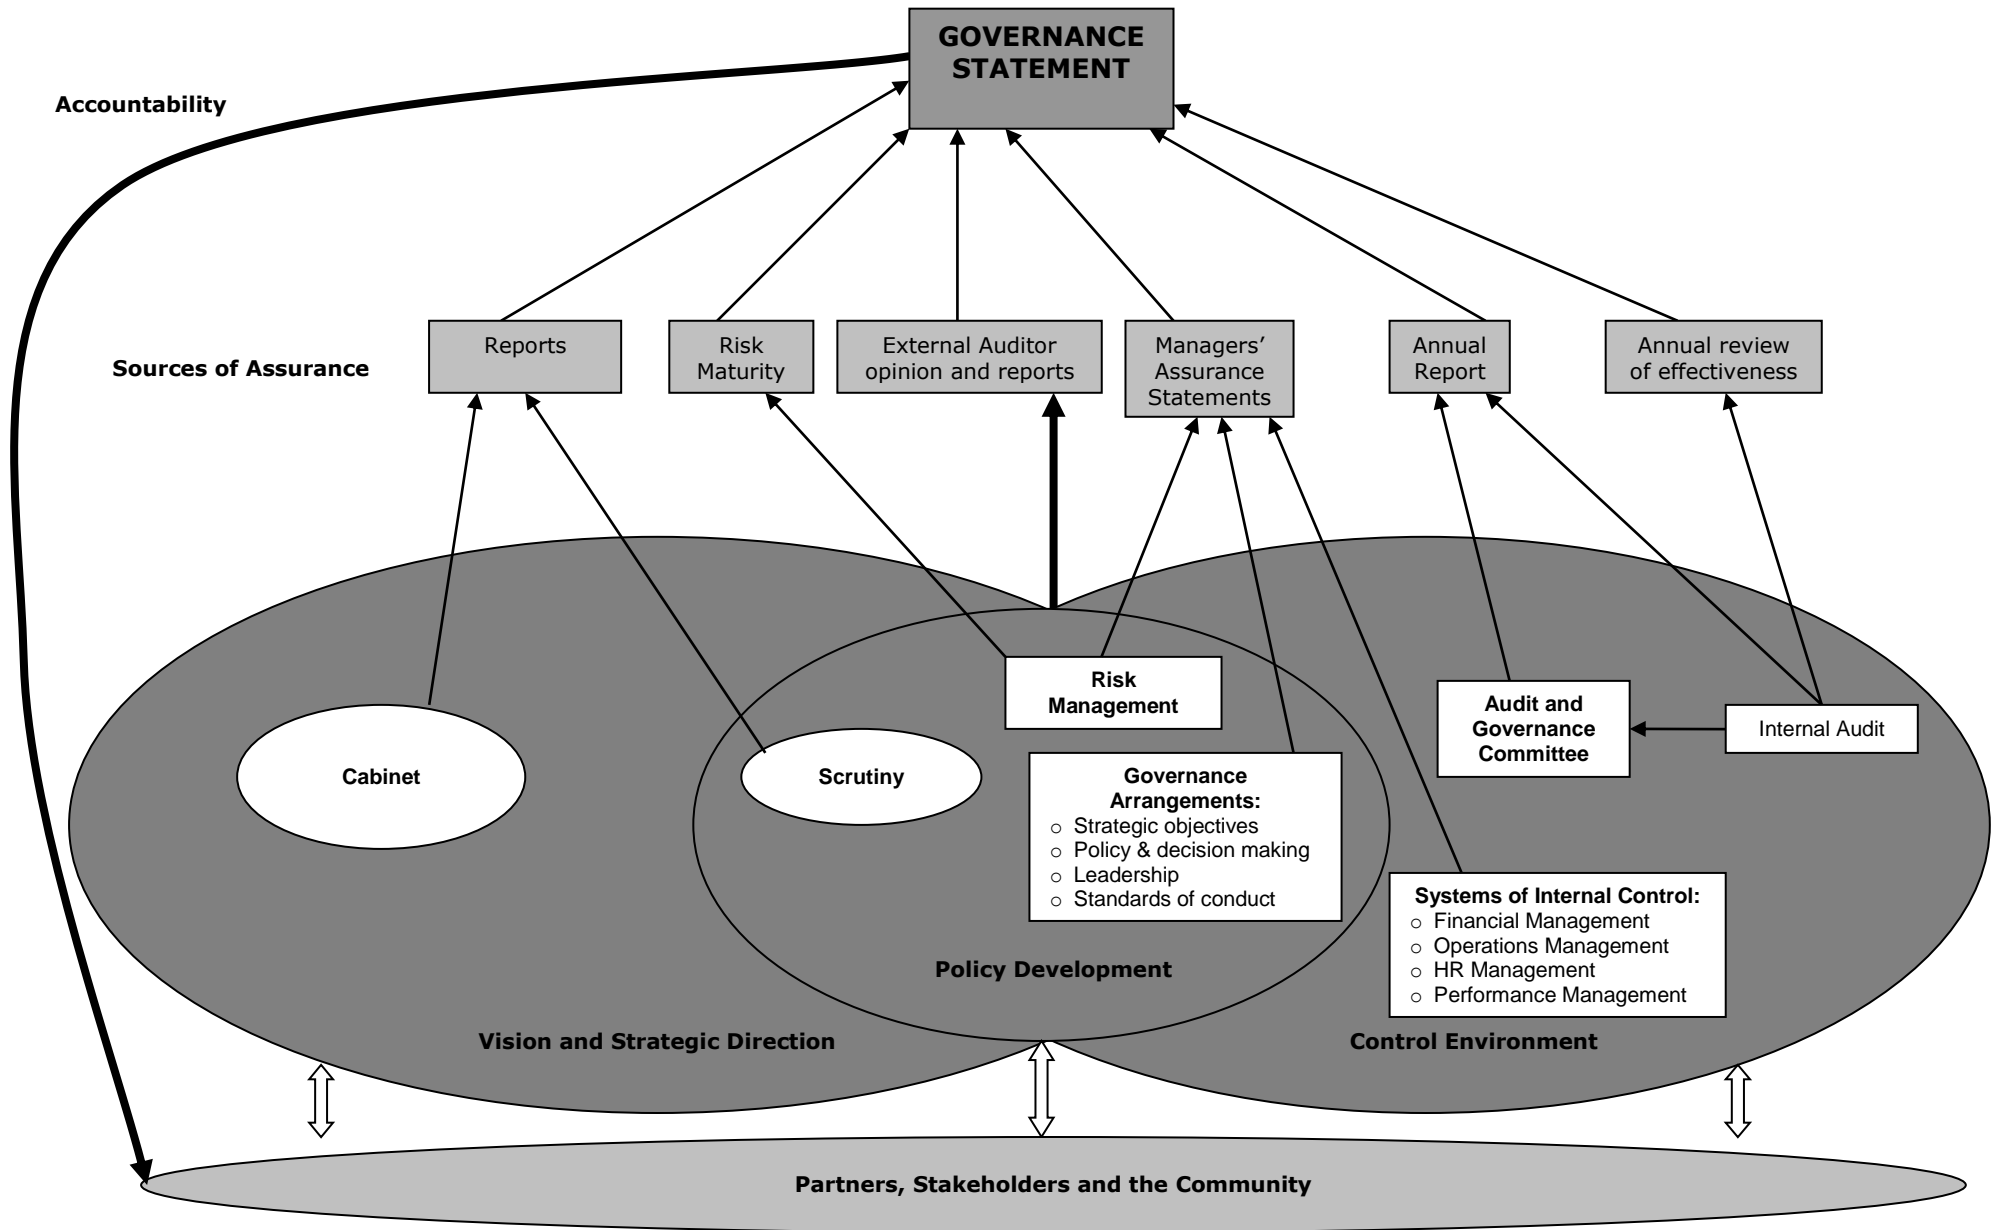 GOVERNANCE
STATEMENT
Accountability
Sources of Assurance
Reports
Risk
Maturity
External Auditor
opinion and reports
Managers’
Assurance
Statements
Annual
Report
Annual review
of effectiveness
Risk
Management
Cabinet
Scrutiny
Governance
Arrangements:
○ Strategic objectives
○ Policy & decision making
○ Leadership
○ Standards of conduct
Audit and
Governance
Committee
Internal Audit
Systems of Internal Control:
○ Financial Management
○ Operations Management
○ HR Management
○ Performance Management
Policy Development
Vision and Strategic Direction
Control Environment
Partners, Stakeholders and the Community